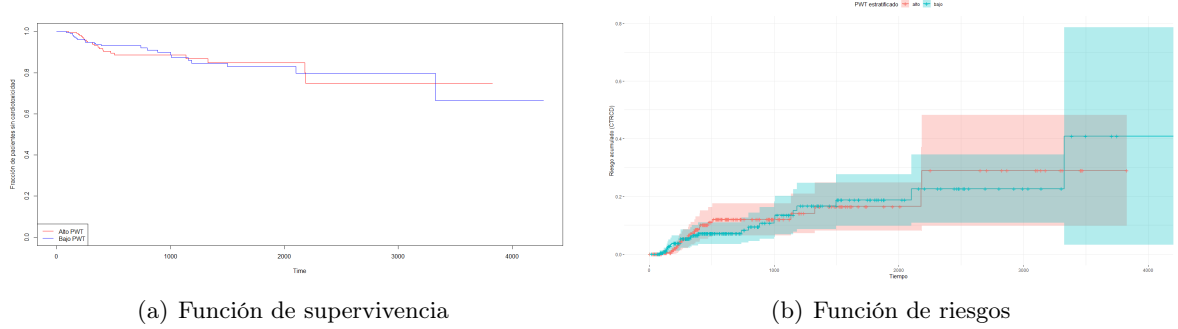 Fracción de pacientes sin cardiotoxicidad
1.0
0.8
0.6
0.4
0.2
0.0
Alto PWT
Bajo PWT
0
1000
2000
3000
4000
Time
(a) Función de supervivencia
PWT estratificado alto bajo
Riesgo acumulado (CTRCD)
0.8
0.6
0.4
0.2
0.0
0
1000
2000
3000
4000
Tiempo
(b) Función de riesgos